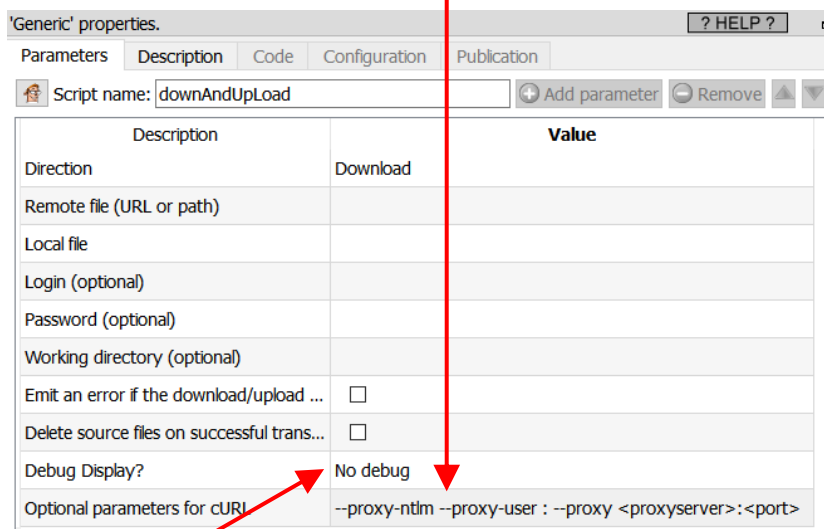 'Generic' properties. ? HELP ?
Parameters Description Code Configuration Publication
Script name: downAndUpLoad Add parameter Remove
Description Value
Direction Download
Remote file (URL or path)
Local file
Login (optional)
Password (optional)
Working directory (optional)
Emit an error if the download/upload ...
Delete source files on successful trans...
Debug Display? No debug
Optional parameters for cURL --proxy-ntlm --proxy-user : --proxy <proxyserver>:<port>